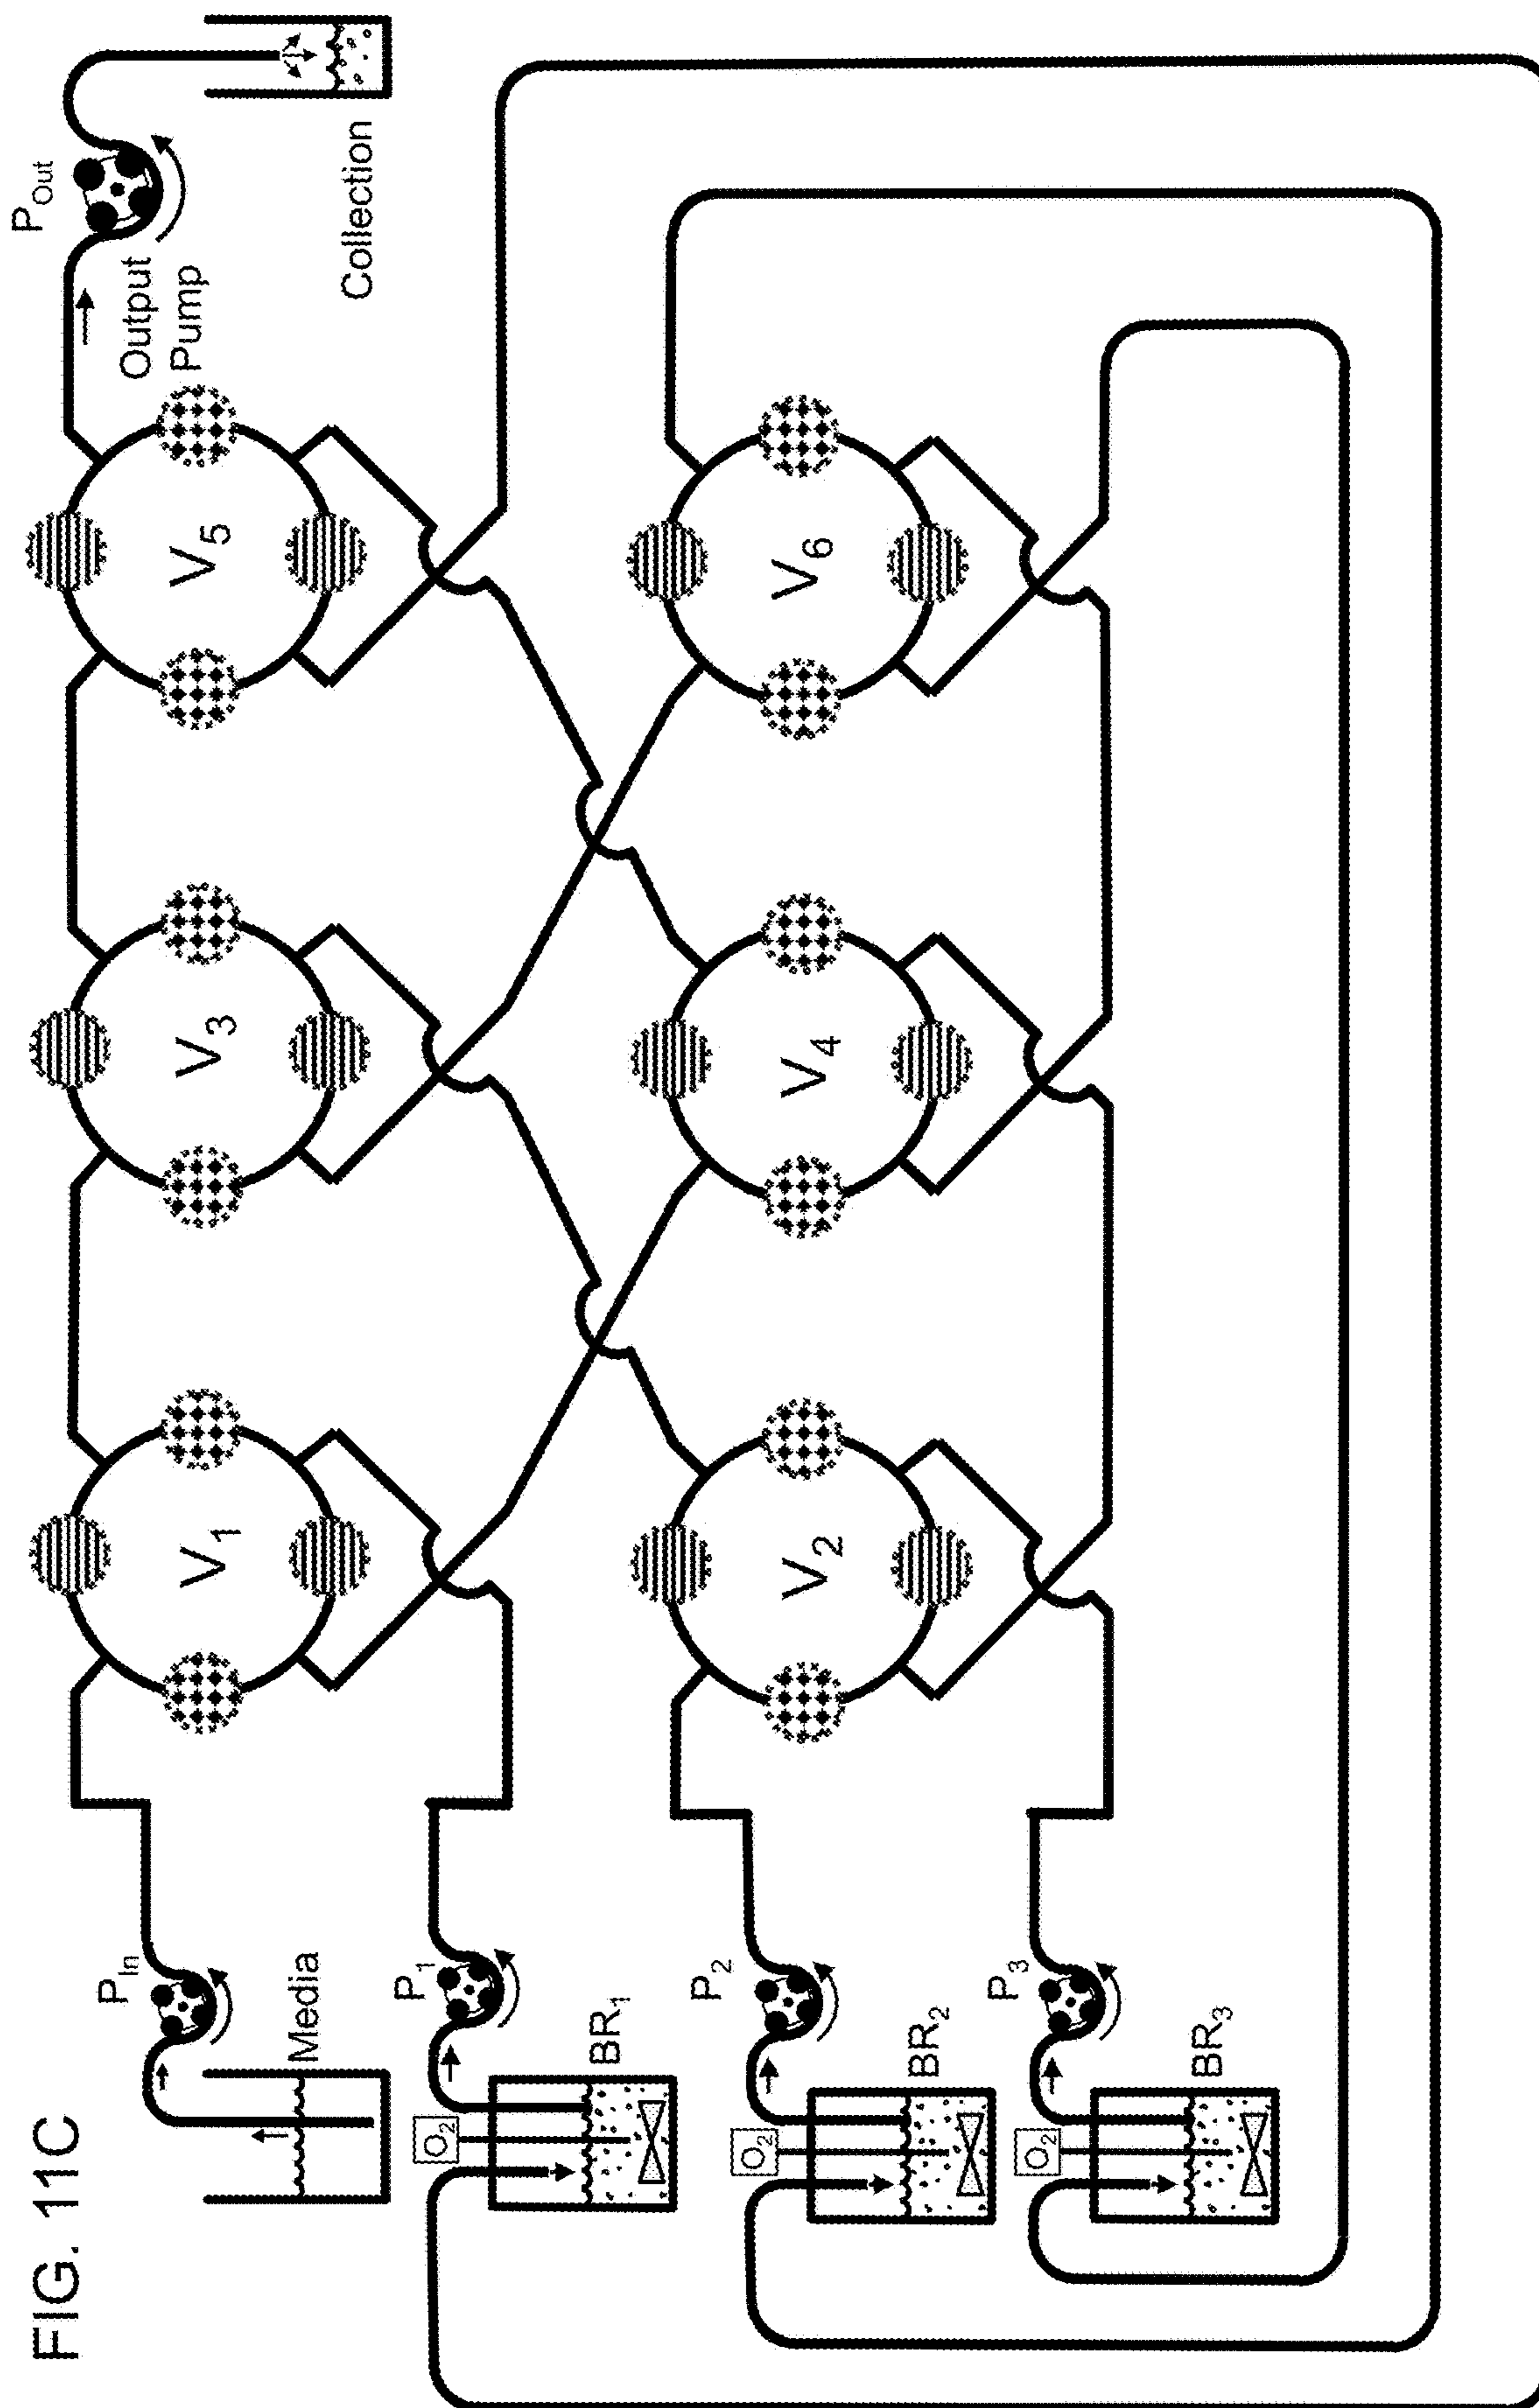 FIG. 11C
P_In
Media
P_1
O_2
BR_1
P_2
O_2
BR_2
P_3
O_2
BR_3
V_1
V_3
V_5
V_2
V_4
V_6
P_Out
Output
Pump
Collection